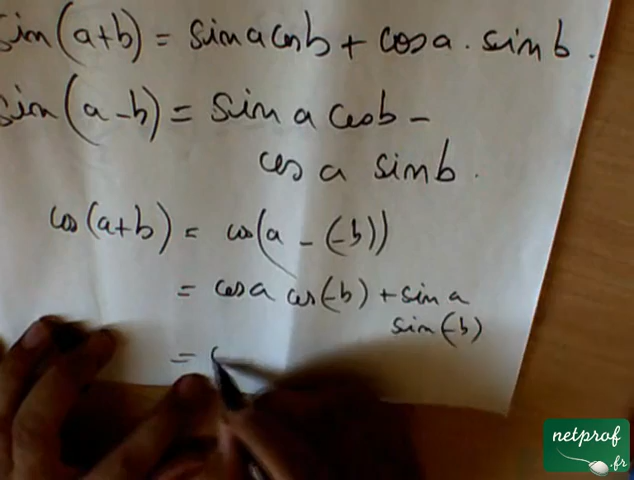 sin(a+b) = sin a cos b + cos a . sin b .
sin(a-b) = sin a cos b -
cos a sin b .
cos(a+b) = cos(a - (-b))
= cos a cos(-b) + sin a
sin(-b)
= c
netprof
.fr